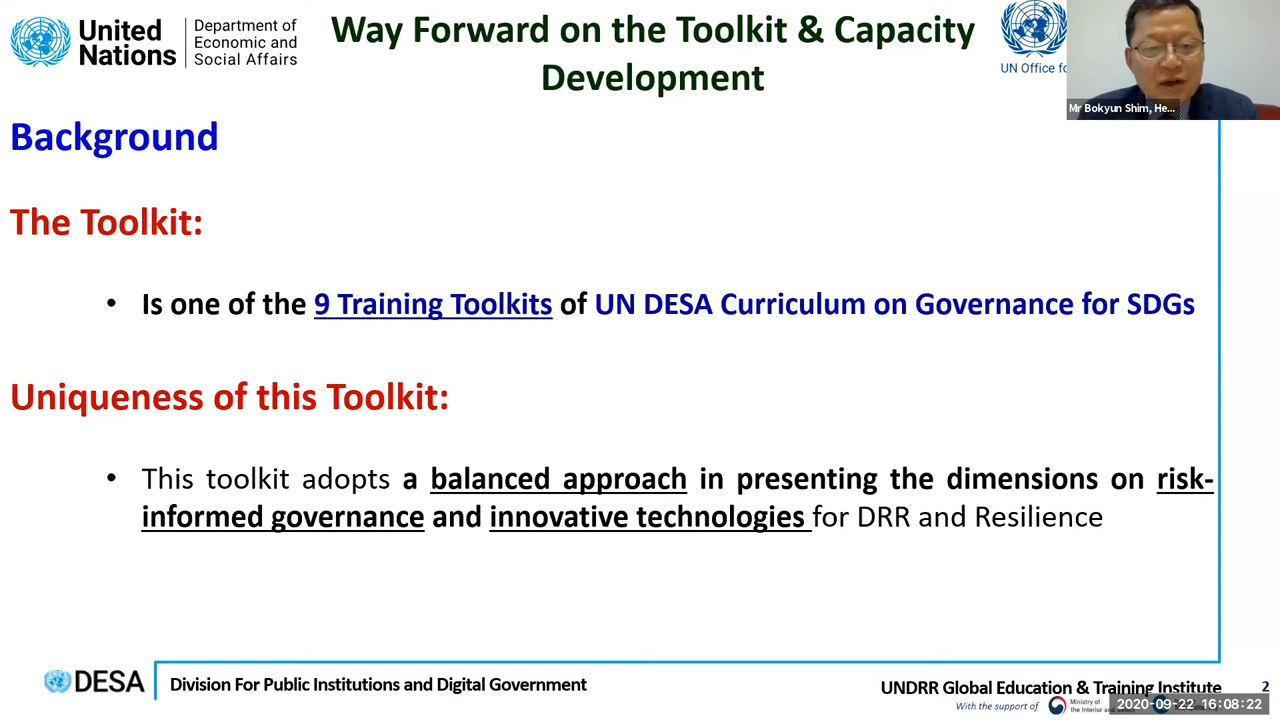 United
Nations
Department of
Economic and
Social Affairs
Way Forward on the Toolkit & Capacity
Development
UN Office fo
Mr Bokyun Shim, He...
Background
The Toolkit:
• Is one of the 9 Training Toolkits of UN DESA Curriculum on Governance for SDGs
Uniqueness of this Toolkit:
• This toolkit adopts a balanced approach in presenting the dimensions on risk-
informed governance and innovative technologies for DRR and Resilience
DESA
Division For Public Institutions and Digital Government
UNDRR Global Education & Training Institute
2
With the support of
Ministry of
the Interior and Safety
2020-09-22 16:08:22